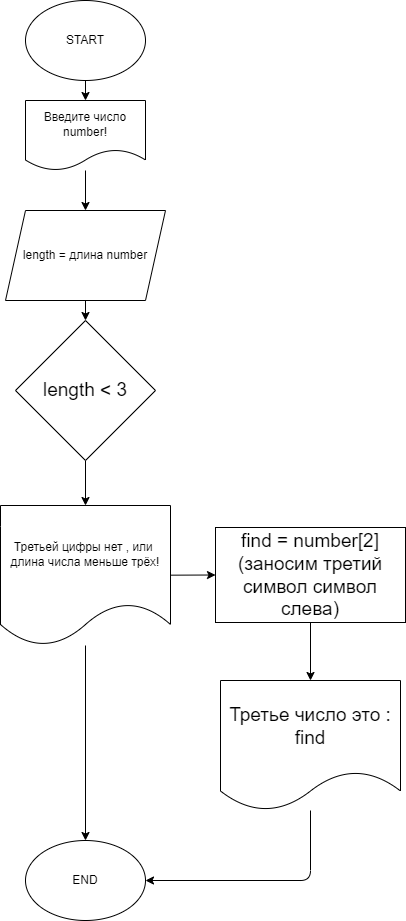 START
Введите число
number!
length = длина number
length < 3
Третьей цифры нет , или
длина числа меньше трёх!
find = number[2]
(заносим третий
символ символ
слева)
Третье число это :
find
END